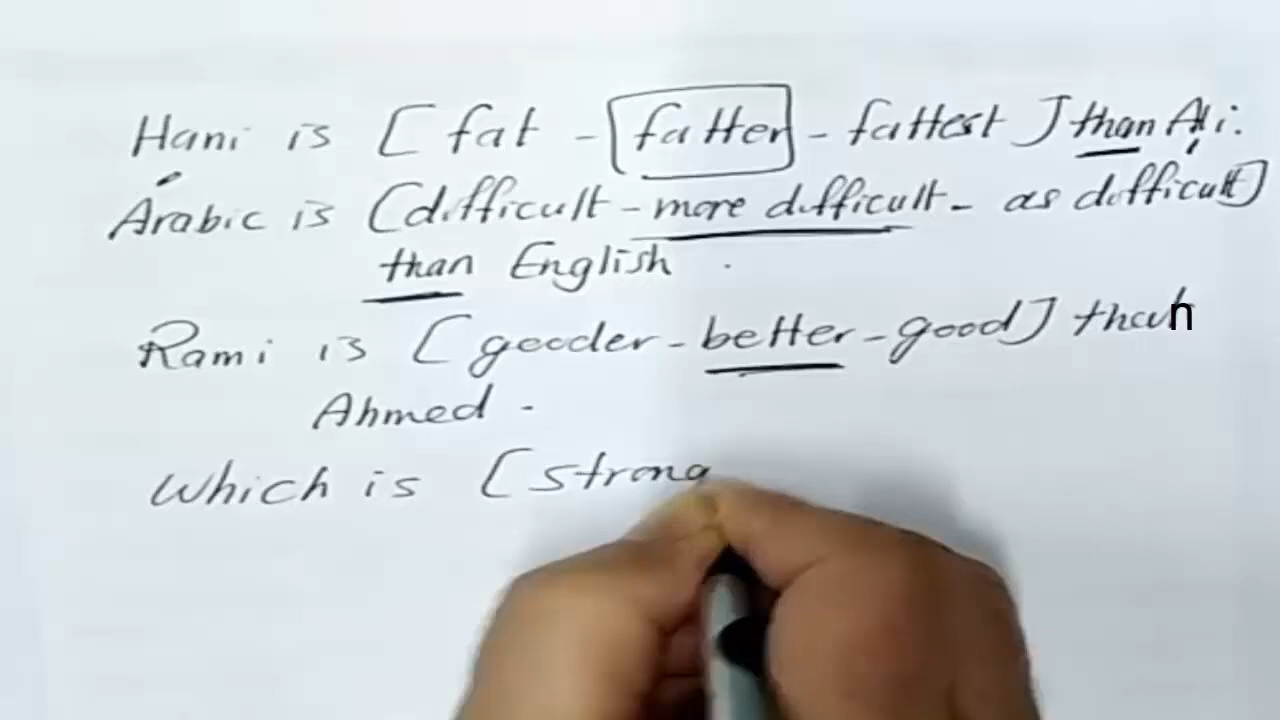 Hani is [ fat - fatter - fattest ] than Ali.
Arabic is (difficult - more difficult - as difficult]
than English .
Rami is [ gooder - better - good ] than
Ahmed .
Which is [ strong